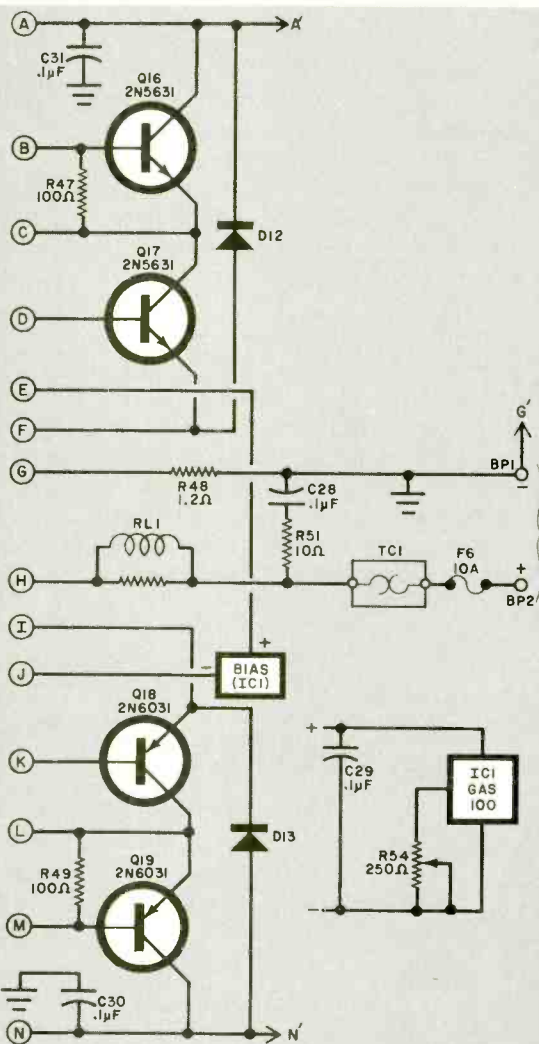 A
A'
C31
.1µF
Q16
2N5631
B
R47
100Ω
C
D12
Q17
2N5631
D
E
F
G'
G
R48
1.2Ω
C28
.1µF
BP1
-
R51
10Ω
RL1
TC1
F6
10A
+
BP2
H
I
+
J
-
BIAS
(IC1)
Q18
2N6031
K
+
C29
.1µF
IC1
GAS
100
L
D13
R49
100Ω
Q19
2N6031
R54
250Ω
M
-
C30
.1µF
N
N'